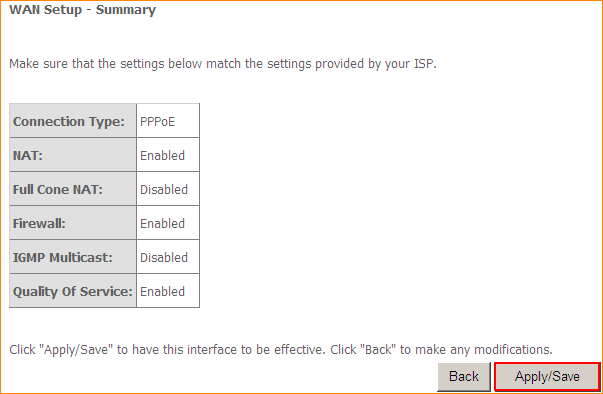 WAN Setup - Summary
Make sure that the settings below match the settings provided by your ISP.
Connection Type: PPPoE
NAT: Enabled
Full Cone NAT: Disabled
Firewall: Enabled
IGMP Multicast: Disabled
Quality Of Service: Enabled
Click "Apply/Save" to have this interface to be effective. Click "Back" to make any modifications.
Back Apply/Save